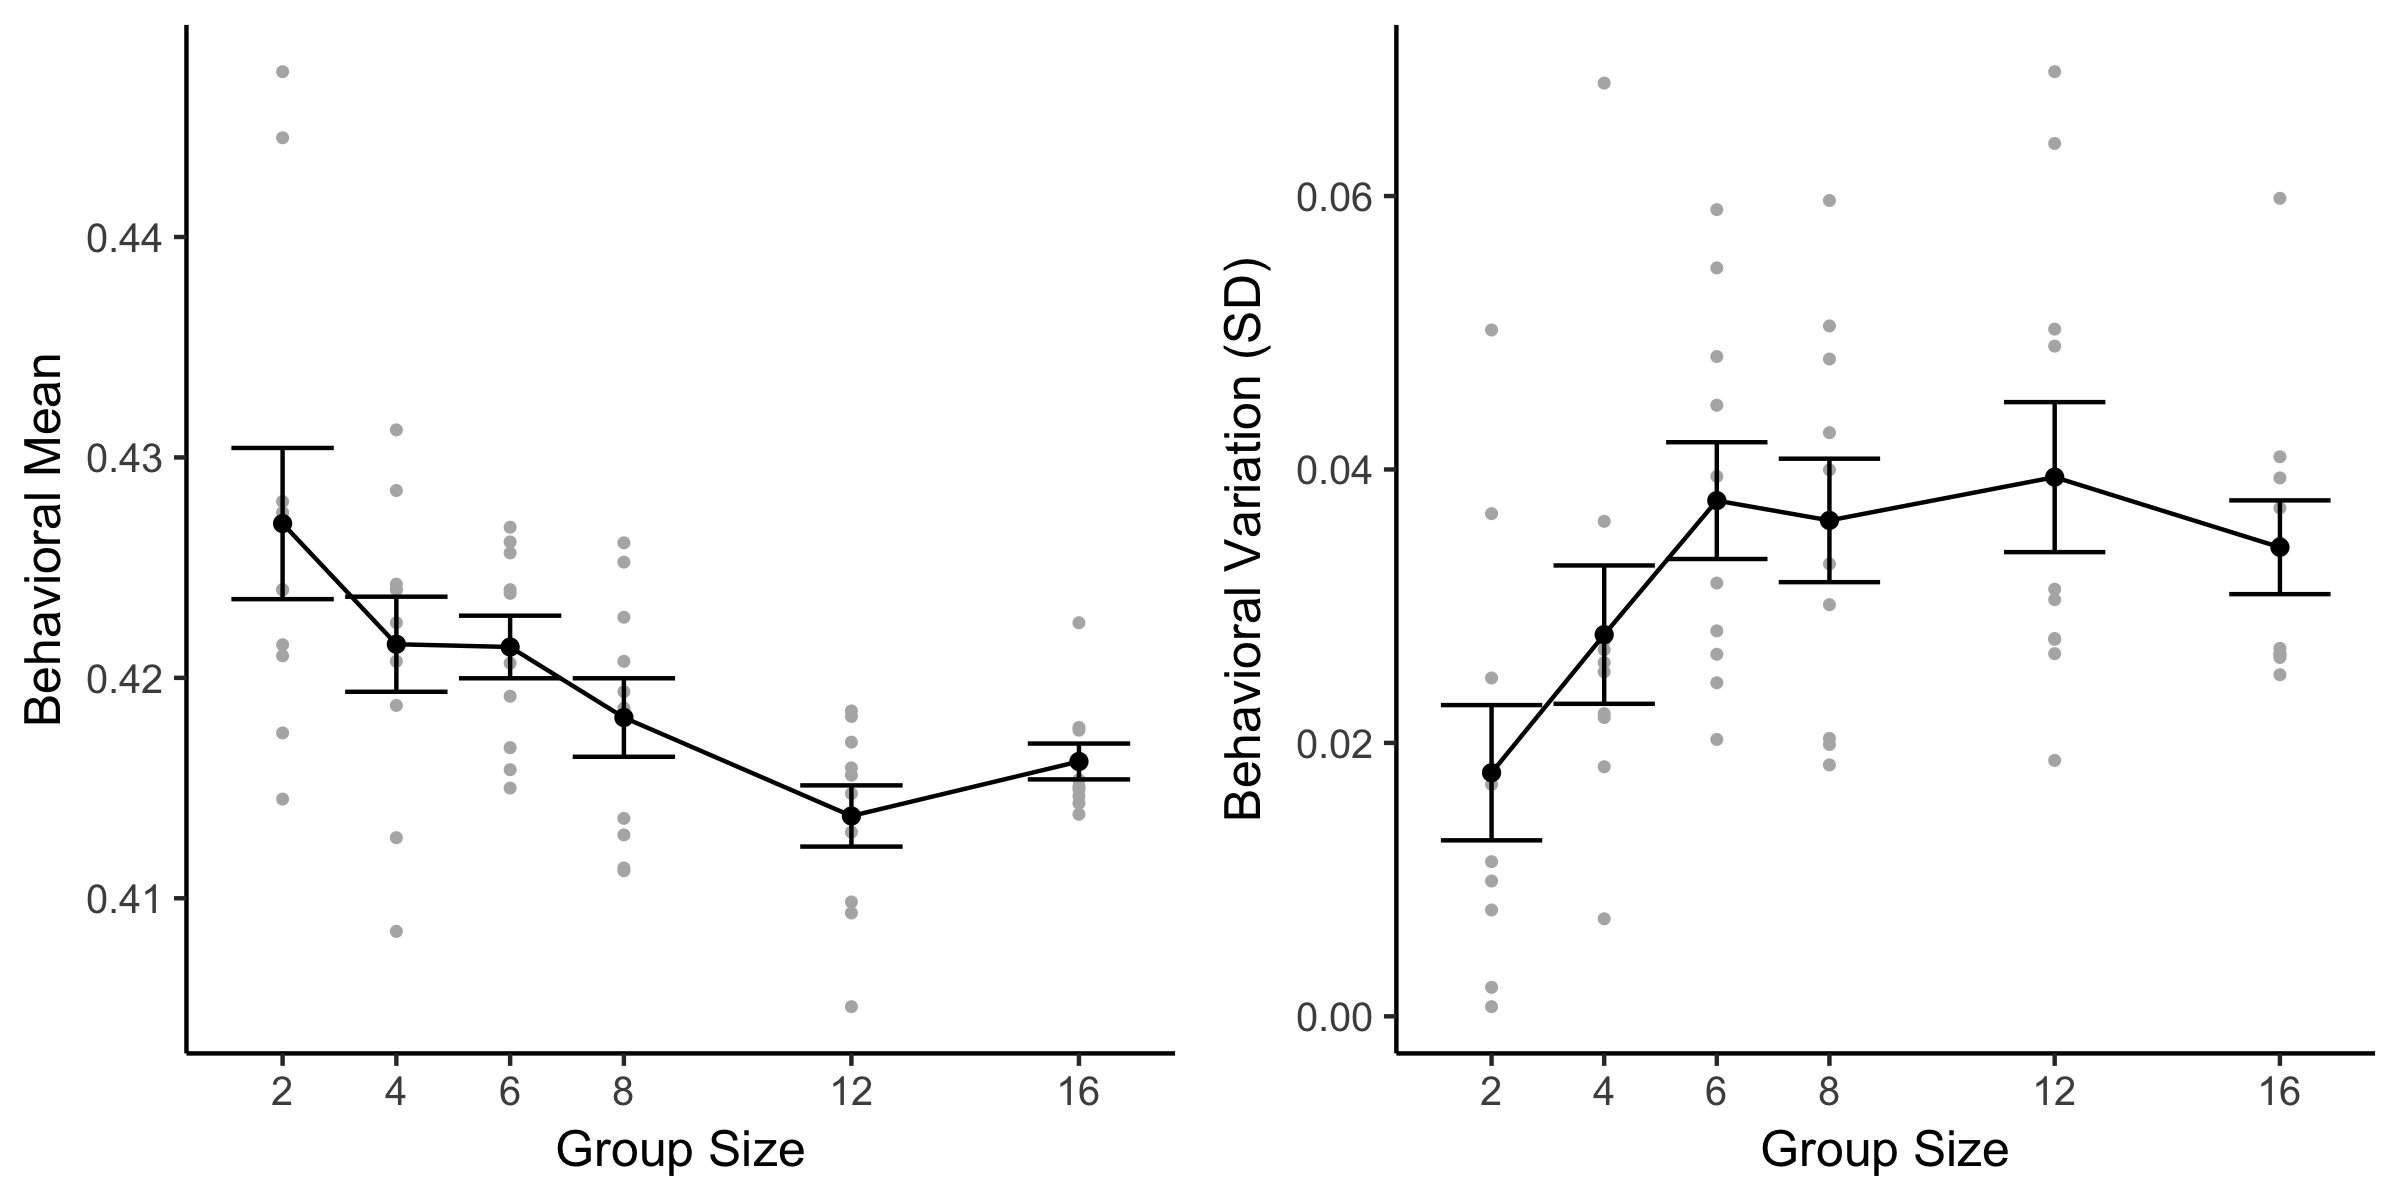 Behavioral Mean
0.44
0.43
0.42
0.41
2 4 6 8 12 16
Group Size
Behavioral Variation (SD)
0.06
0.04
0.02
0.00
2 4 6 8 12 16
Group Size